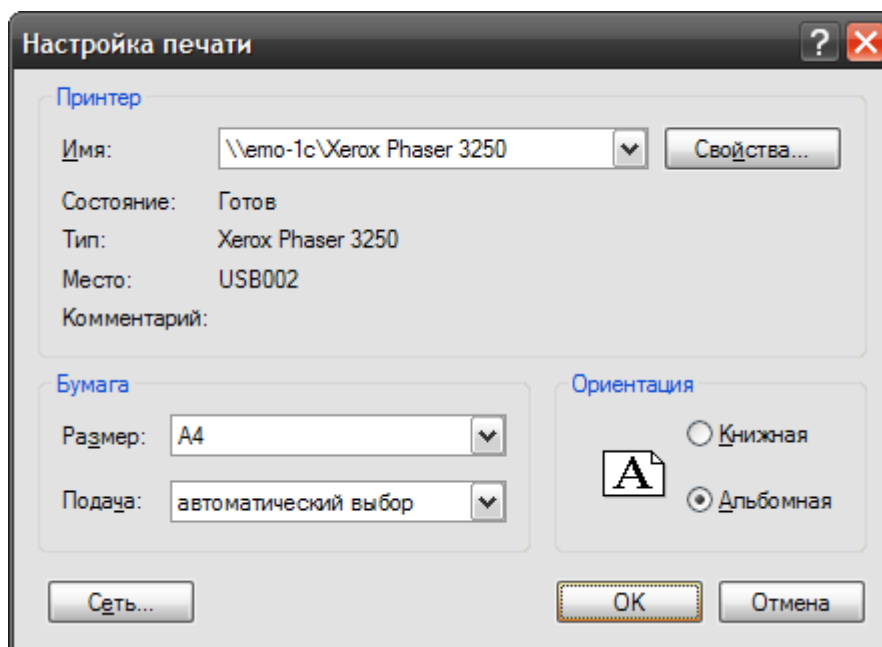 Настройка печати
Принтер
Имя: \\emo-1c\Xerox Phaser 3250 Свойства...
Состояние: Готов
Тип: Xerox Phaser 3250
Место: USB002
Комментарий:
Бумага Ориентация
Размер: A4 Книжная
Подача: автоматический выбор A Альбомная
Сеть... OK Отмена